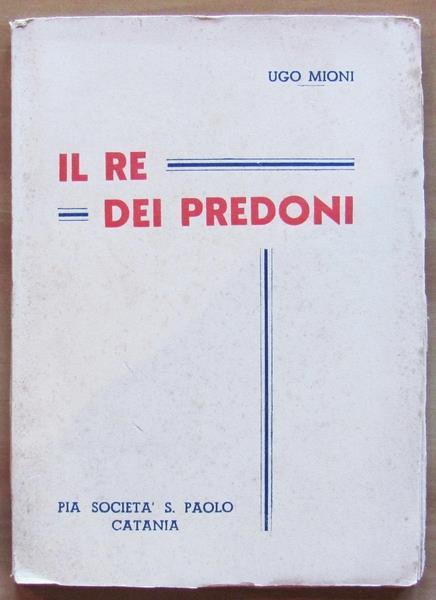 UGO MIONI
IL RE
DEI PREDONI
PIA SOCIETA' S. PAOLO
CATANIA